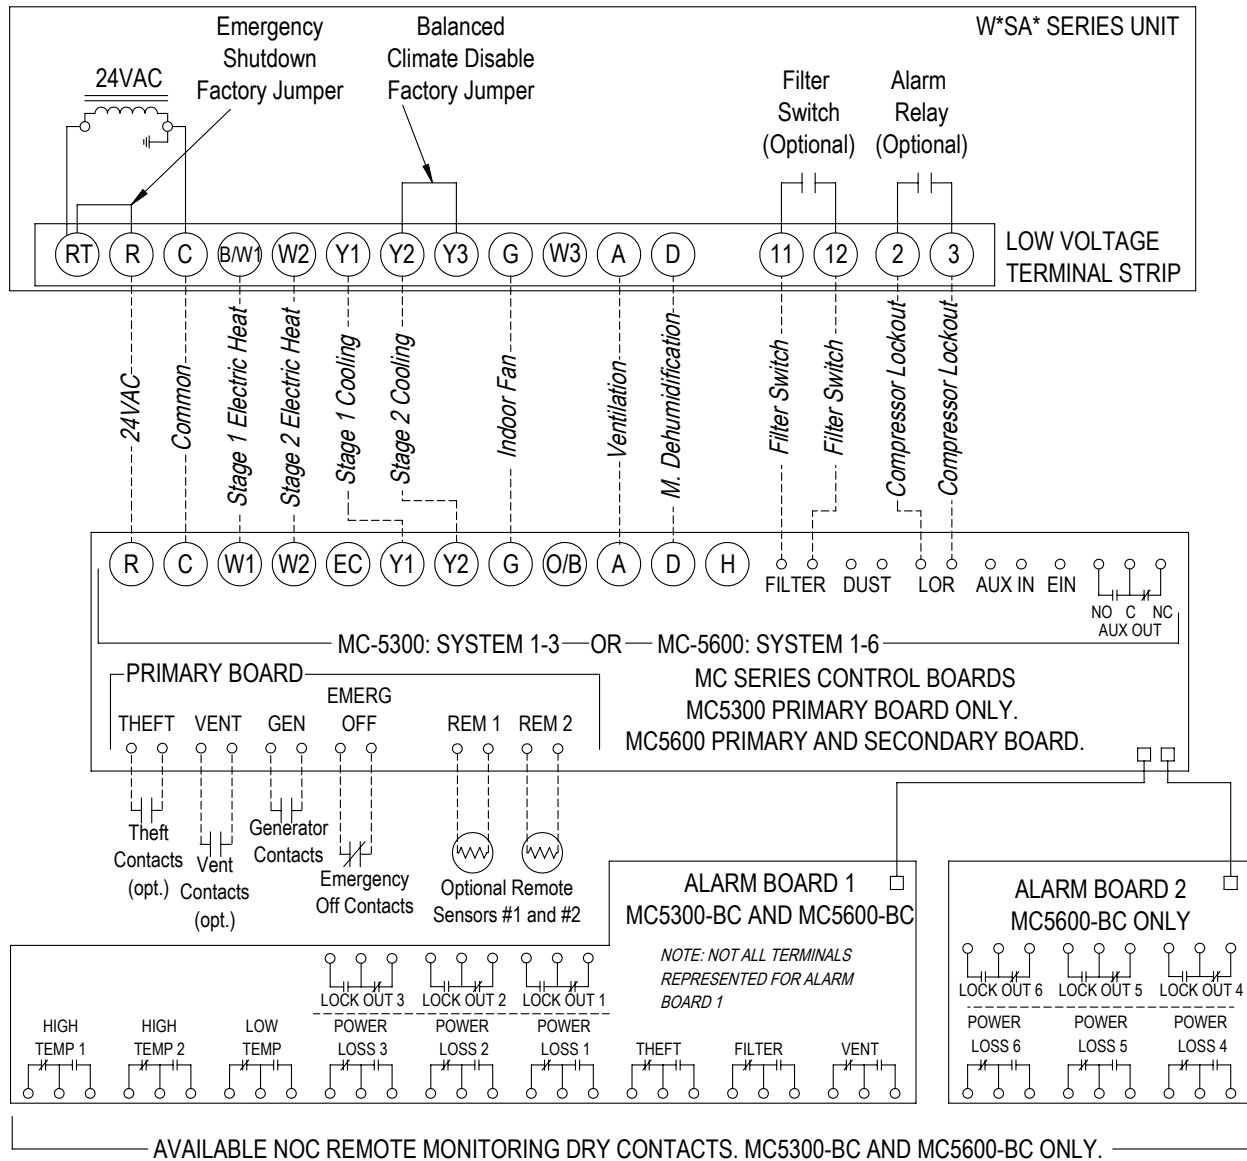 Emergency
Shutdown
Factory Jumper
Balanced
Climate Disable
Factory Jumper
W*SA* SERIES UNIT
24VAC
Filter
Switch
(Optional)
Alarm
Relay
(Optional)
RT R C B/W1 W2 Y1 Y2 Y3 G W3 A D 11 12 2 3
LOW VOLTAGE
TERMINAL STRIP
24VAC
Common
Stage 1 Electric Heat
Stage 2 Electric Heat
Stage 1 Cooling
Stage 2 Cooling
Indoor Fan
Ventilation
M. Dehumidification
Filter Switch
Filter Switch
Compressor Lockout
Compressor Lockout
R C W1 W2 EC Y1 Y2 G O/B A D H
FILTER DUST LOR AUX IN EIN
NO C NC
AUX OUT
MC-5300: SYSTEM 1-3 OR MC-5600: SYSTEM 1-6
PRIMARY BOARD
MC SERIES CONTROL BOARDS
MC5300 PRIMARY BOARD ONLY.
MC5600 PRIMARY AND SECONDARY BOARD.
THEFT VENT GEN
EMERG
OFF
REM 1 REM 2
Theft
Contacts
(opt.)
Vent
Contacts
(opt.)
Generator
Contacts
Emergency
Off Contacts
Optional Remote
Sensors #1 and #2
ALARM BOARD 1
MC5300-BC AND MC5600-BC
NOTE: NOT ALL TERMINALS
REPRESENTED FOR ALARM
BOARD 1
ALARM BOARD 2
MC5600-BC ONLY
LOCK OUT 3 LOCK OUT 2 LOCK OUT 1
LOCK OUT 6 LOCK OUT 5 LOCK OUT 4
HIGH
TEMP 1
HIGH
TEMP 2
LOW
TEMP
POWER
LOSS 3
POWER
LOSS 2
POWER
LOSS 1
THEFT
FILTER
VENT
POWER
LOSS 6
POWER
LOSS 5
POWER
LOSS 4
AVAILABLE NOC REMOTE MONITORING DRY CONTACTS. MC5300-BC AND MC5600-BC ONLY.